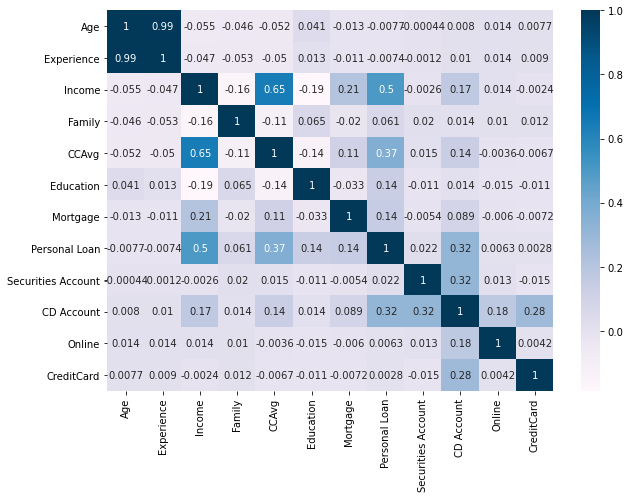 Age 1 0.99 -0.055 -0.046 -0.052 0.041 -0.013 -0.0077 -0.00044 0.008 0.014 0.0077
Experience 0.99 1 -0.047 -0.053 -0.05 0.013 -0.011 -0.0074 -0.0012 0.01 0.014 0.009
Income -0.055 -0.047 1 -0.16 0.65 -0.19 0.21 0.5 -0.0026 0.17 0.014 -0.0024
Family -0.046 -0.053 -0.16 1 -0.11 0.065 -0.02 0.061 0.02 0.014 0.01 0.012
CCAvg -0.052 -0.05 0.65 -0.11 1 -0.14 0.11 0.37 0.015 0.14 -0.0036 -0.0067
Education 0.041 0.013 -0.19 0.065 -0.14 1 -0.033 0.14 -0.011 0.014 -0.015 -0.011
Mortgage -0.013 -0.011 0.21 -0.02 0.11 -0.033 1 0.14 -0.0054 0.089 -0.006 -0.0072
Personal Loan -0.0077 -0.0074 0.5 0.061 0.37 0.14 0.14 1 0.022 0.32 0.0063 0.0028
Securities Account -0.00044 -0.0012 -0.0026 0.02 0.015 -0.011 -0.0054 0.022 1 0.32 0.013 -0.015
CD Account 0.008 0.01 0.17 0.014 0.14 0.014 0.089 0.32 0.32 1 0.18 0.28
Online 0.014 0.014 0.014 0.01 -0.0036 -0.015 -0.006 0.0063 0.013 0.18 1 0.0042
CreditCard 0.0077 0.009 -0.0024 0.012 -0.0067 -0.011 -0.0072 0.0028 -0.015 0.28 0.0042 1
Age
Experience
Income
Family
CCAvg
Education
Mortgage
Personal Loan
Securities Account
CD Account
Online
CreditCard
1.0
0.8
0.6
0.4
0.2
0.0